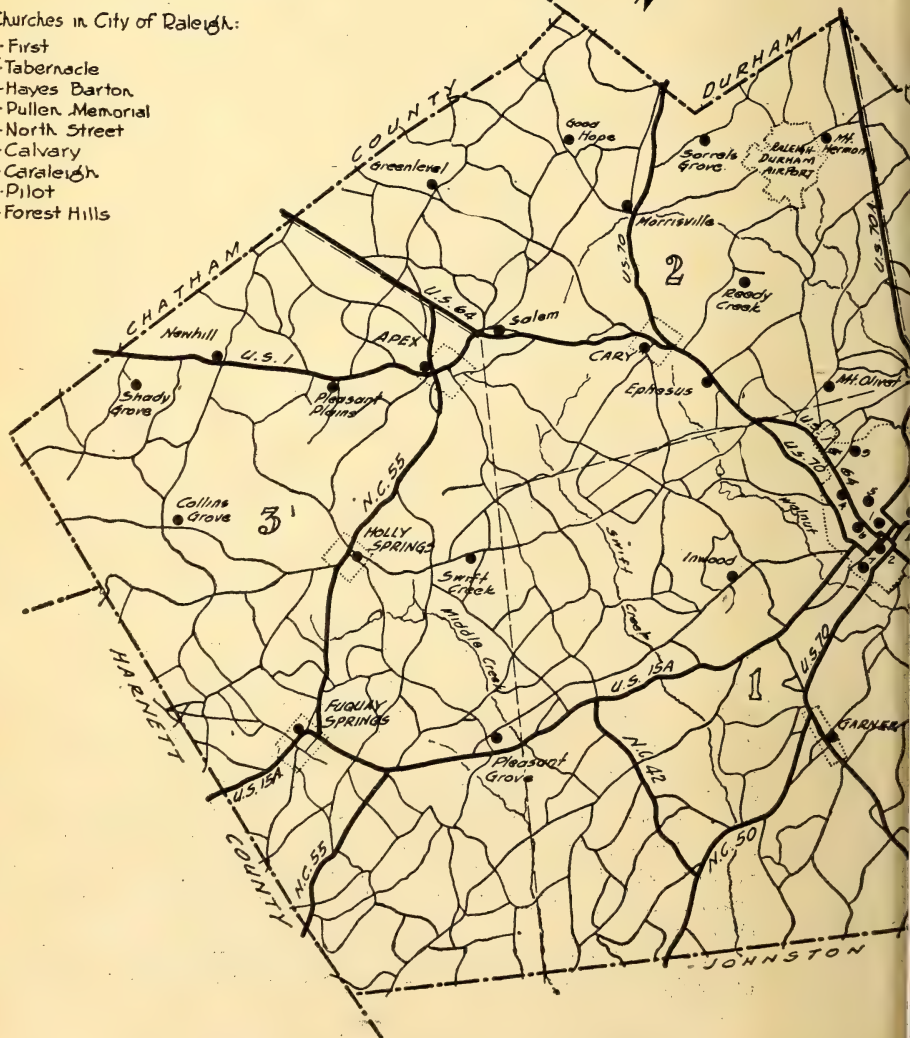 Churches in City of Raleigh:
- First
- Tabernacle
- Hayes Barton
- Pullen Memorial
- North Street
- Calvary
- Caraleigh
- Pilot
- Forest Hills
DURHAM
COUNTY
Good Hope
Sorrels Grove
RALEIGH DURHAM AIRPORT
Mt. Hermon
Greenlevel
Morrisville
U.S. 70
2
U.S. 70A
Reedy Creek
CHATHAM
U.S. 64
Salem
Newhill
U.S. 1
APEX
CARY
Ephesus
Mt. Olivet
Shady Grove
Pleasant Plains
U.S.
U.S. 70
64
9
N.C. 55
Collins Grove
3
HOLLY SPRINGS
Swift Creek
Swift
Creek
Walnut
Inwood
7
2
Middle Creek
HARNETT
U.S. 15A
1
U.S. 70
FUQUAY SPRINGS
GARNER
U.S. 15A
Pleasant Grove
N.C. 42
COUNTY
N.C. 55
N.C. 50
JOHNSTON